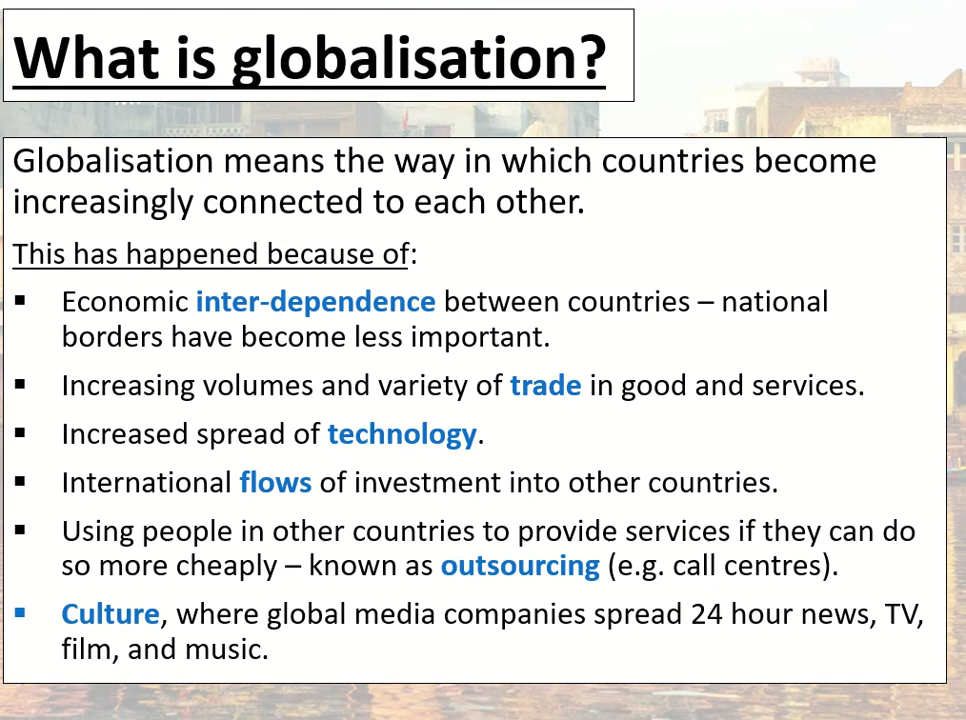 What is globalisation?
Globalisation means the way in which countries become
increasingly connected to each other.
This has happened because of:
▪ Economic inter-dependence between countries – national
borders have become less important.
▪ Increasing volumes and variety of trade in good and services.
▪ Increased spread of technology.
▪ International flows of investment into other countries.
▪ Using people in other countries to provide services if they can do
so more cheaply – known as outsourcing (e.g. call centres).
▪ Culture, where global media companies spread 24 hour news, TV,
film, and music.